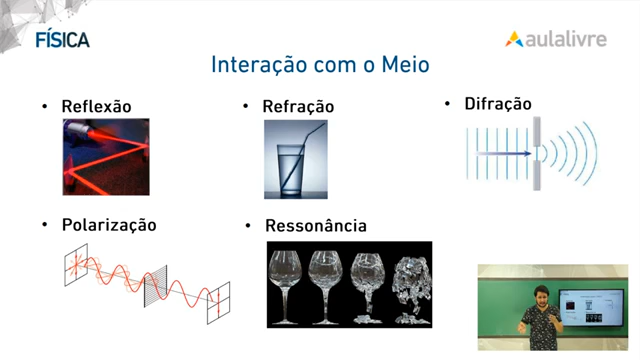 FÍSICA
aulalivre
Interação com o Meio
• Reflexão
• Refração
• Difração
• Polarização
• Ressonância